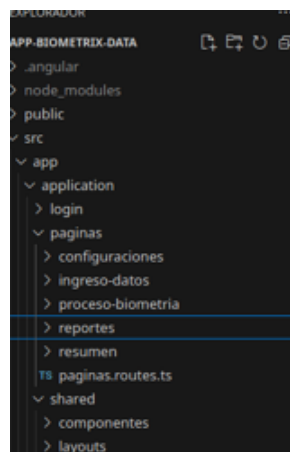 EXPLORADOR
APP-BIOMETRIX-DATA
.angular
node_modules
public
src
app
application
login
paginas
configuraciones
ingreso-datos
proceso-biometria
reportes
resumen
TS paginas.routes.ts
shared
componentes
layouts